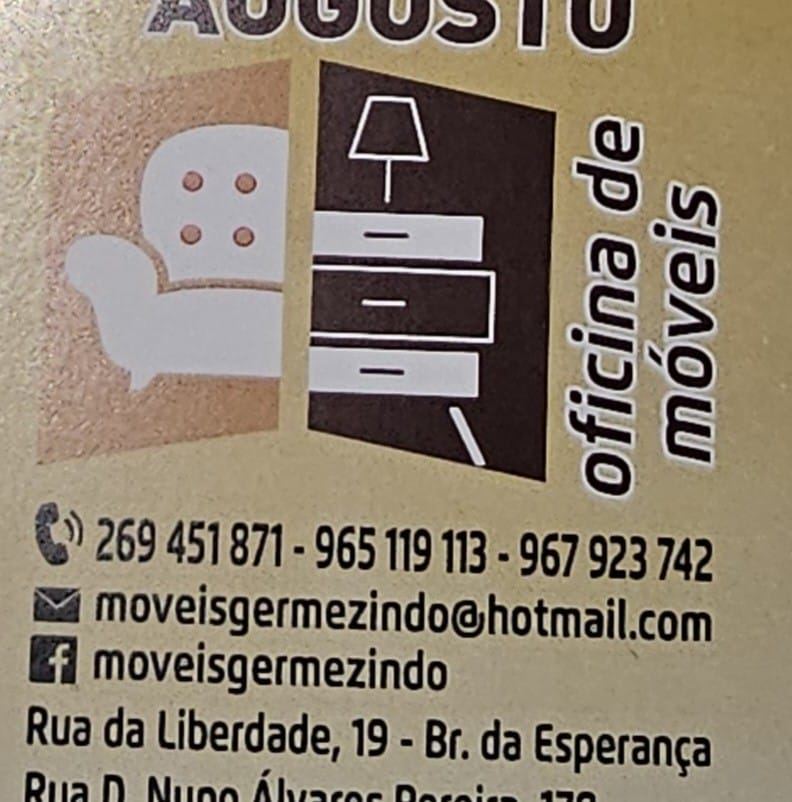 AUGUSTO
oficina de
móveis
269 451 871 - 965 119 113 - 967 923 742
moveisgermezindo@hotmail.com
moveisgermezindo
Rua da Liberdade, 19 - Br. da Esperança
Rua D. Nuno Álvares Pereira,